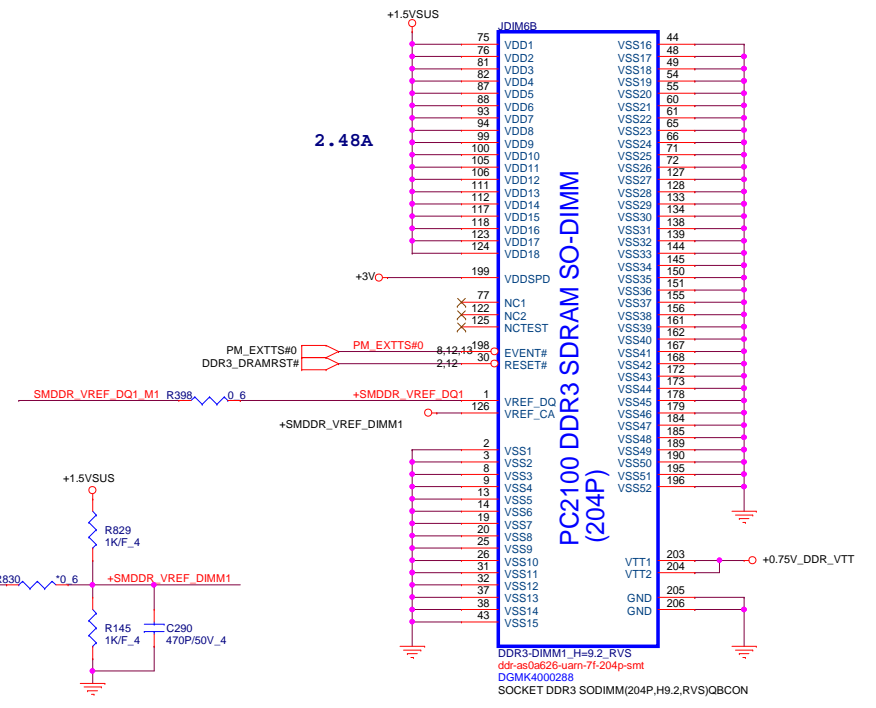 +1.5VSUS
JDIM6B
75 VDD1 VSS16 44
76 VDD2 VSS17 48
81 VDD3 VSS18 49
82 VDD4 VSS19 54
87 VDD5 VSS20 55
88 VDD6 VSS21 60
93 VDD7 VSS22 61
94 VDD8 VSS23 65
99 VDD9 VSS24 66
100 VDD10 VSS25 71
105 VDD11 VSS26 72
106 VDD12 VSS27 127
111 VDD13 VSS28 128
112 VDD14 VSS29 133
117 VDD15 VSS30 134
118 VDD16 VSS31 138
123 VDD17 VSS32 139
124 VDD18 VSS33 144
VSS34 145
VSS35 150
VSS36 151
VSS37 155
VSS38 156
VSS39 161
VSS40 162
VSS41 167
VSS42 168
VSS43 172
VSS44 173
VSS45 178
VSS46 179
VSS47 184
VSS48 185
VSS49 189
VSS50 190
VSS51 195
VSS52 196
2.48A
+3V 199 VDDSPD
77 NC1
122 NC2
125 NCTEST
PM_EXTTS#0 PM_EXTTS#0 8,12,13 198 EVENT#
DDR3_DRAMRST# 2,12 30 RESET#
SMDDR_VREF_DQ1_M1 R398 0_6 +SMDDR_VREF_DQ1 1 VREF_DQ
126 VREF_CA
+SMDDR_VREF_DIMM1
2 VSS1
3 VSS2
8 VSS3
9 VSS4
13 VSS5
14 VSS6
19 VSS7
20 VSS8
25 VSS9
26 VSS10
31 VSS11
32 VSS12
37 VSS13
38 VSS14
43 VSS15
PC2100 DDR3 SDRAM SO-DIMM
(204P)
VTT1 203 +0.75V_DDR_VTT
VTT2 204
GND 205
GND 206
+1.5VSUS
R829
1K/F_4
R830 *0_6 +SMDDR_VREF_DIMM1
R145
1K/F_4
C290
470P/50V_4
DDR3-DIMM1_H=9.2_RVS
ddr-as0a626-uarn-7f-204p-smt
DGMK4000288
SOCKET DDR3 SODIMM(204P,H9.2,RVS)QBCON